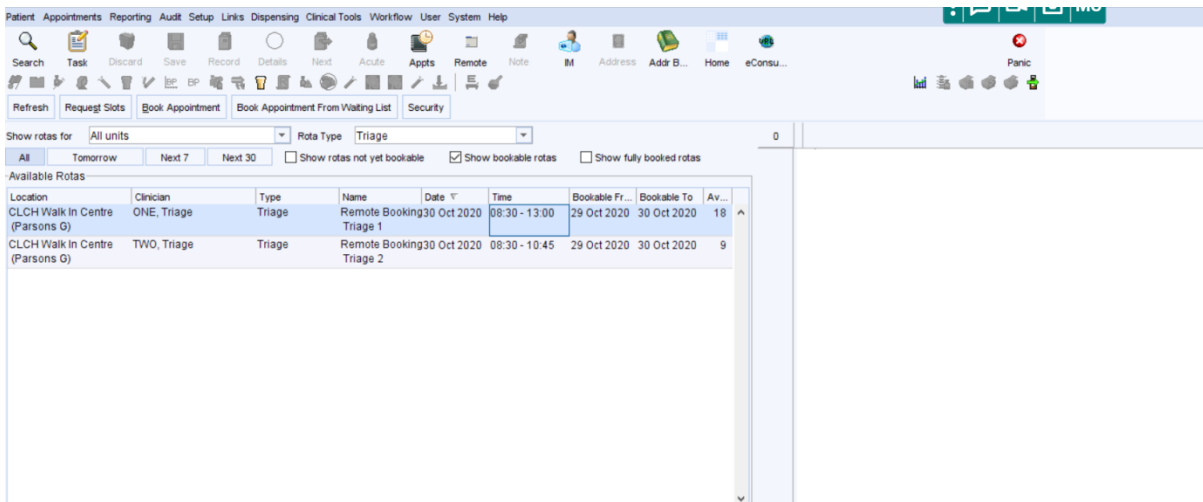 Patient Appointments Reporting Audit Setup Links Dispensing Clinical Tools Workflow User System Help
Search Task Discard Save Record Details Next Acute Appts Remote Note IM Address Addr B... Home eConsu... Panic
BP BP
Refresh Request Slots Book Appointment Book Appointment From Waiting List Security
Show rotas for All units Rota Type Triage 0
All Tomorrow Next 7 Next 30 Show rotas not yet bookable Show bookable rotas Show fully booked rotas
Available Rotas
Location Clinician Type Name Date Time Bookable Fr... Bookable To Av...
CLCH Walk In Centre ONE, Triage Triage Remote Booking 30 Oct 2020 08:30 - 13:00 29 Oct 2020 30 Oct 2020 18
(Parsons G) Triage 1
CLCH Walk In Centre TWO, Triage Triage Remote Booking 30 Oct 2020 08:30 - 10:45 29 Oct 2020 30 Oct 2020 9
(Parsons G) Triage 2